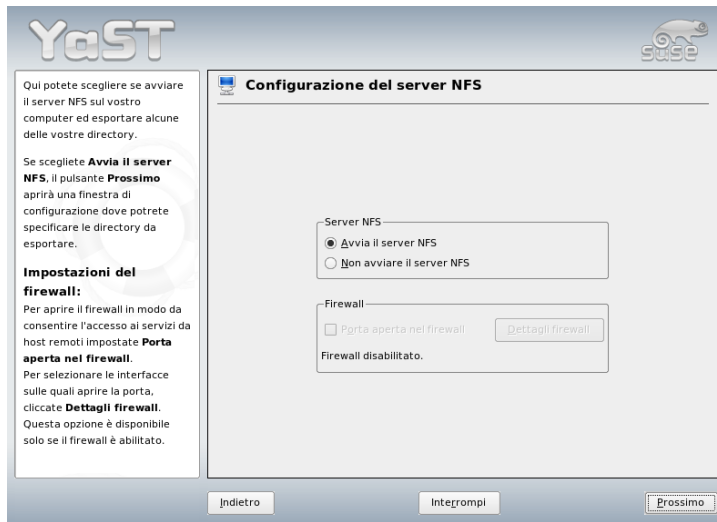 YaST
SUSE
Qui potete scegliere se avviare
il server NFS sul vostro
computer ed esportare alcune
delle vostre directory.
Se scegliete Avvia il server
NFS, il pulsante Prossimo
aprirà una finestra di
configurazione dove potrete
specificare le directory da
esportare.
Impostazioni del
firewall:
Per aprire il firewall in modo da
consentire l'accesso ai servizi da
host remoti impostate Porta
aperta nel firewall.
Per selezionare le interfacce
sulle quali aprire la porta,
cliccate Dettagli firewall.
Questa opzione è disponibile
solo se il firewall è abilitato.
Configurazione del server NFS
Server NFS
Avvia il server NFS
Non avviare il server NFS
Firewall
Porta aperta nel firewall
Dettagli firewall
Firewall disabilitato.
Indietro
Interrompi
Prossimo